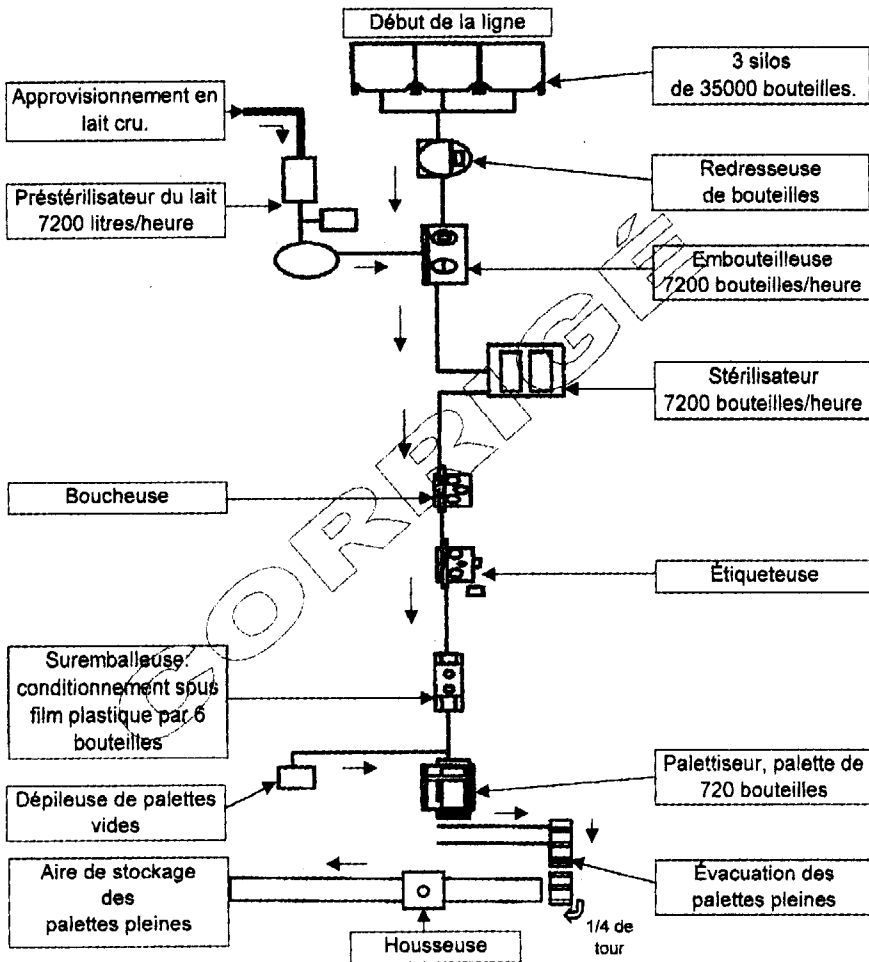 Début de la ligne
3 silos
de 35000 bouteilles.
Approvisionnement en
lait cru.
Redresseuse
de bouteilles
Préstérilisateur du lait
7200 litres/heure
Embouteilleuse
7200 bouteilles/heure
Stérilisateur
7200 bouteilles/heure
CORRIGÉ
Boucheuse
Étiqueteuse
Suremballeuse:
conditionnement sous
film plastique par 6
bouteilles
Palettiseur, palette de
720 bouteilles
Dépileuse de palettes
vides
Aire de stockage
des
palettes pleines
Évacuation des
palettes pleines
1/4 de
tour
Housseuse